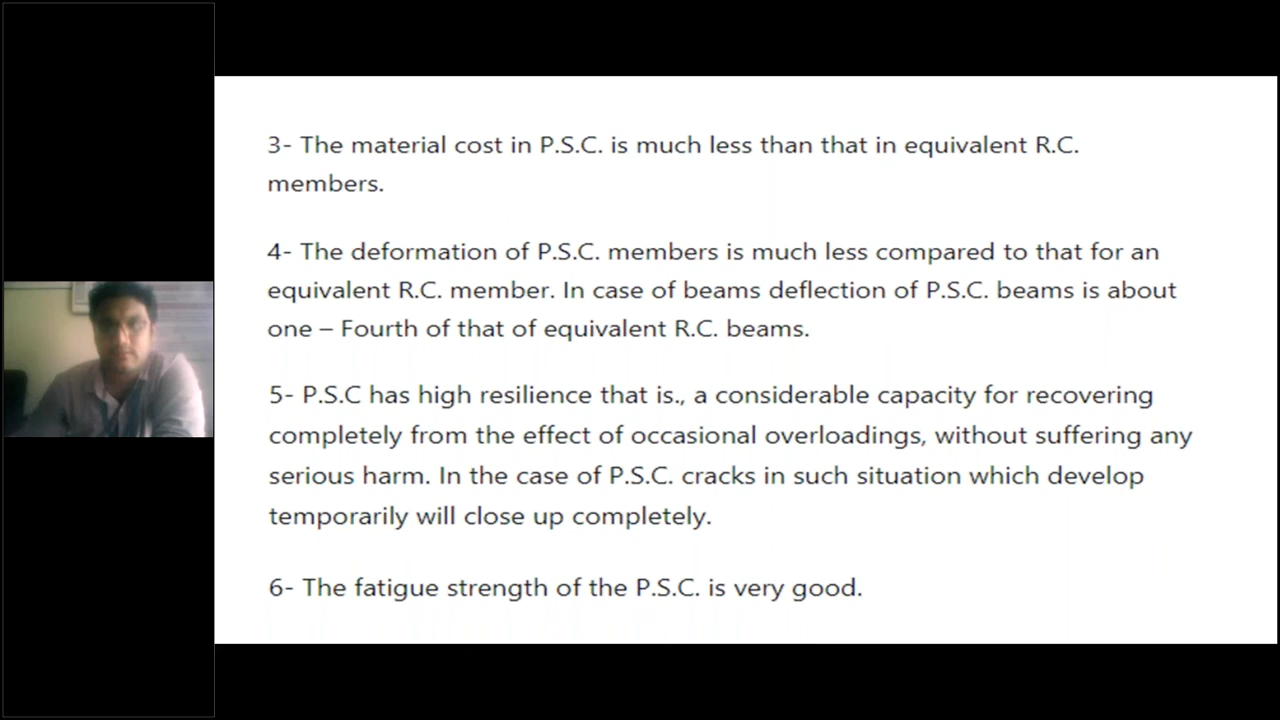 3- The material cost in P.S.C. is much less than that in equivalent R.C.
members.
4- The deformation of P.S.C. members is much less compared to that for an
equivalent R.C. member. In case of beams deflection of P.S.C. beams is about
one – Fourth of that of equivalent R.C. beams.
5- P.S.C has high resilience that is., a considerable capacity for recovering
completely from the effect of occasional overloadings, without suffering any
serious harm. In the case of P.S.C. cracks in such situation which develop
temporarily will close up completely.
6- The fatigue strength of the P.S.C. is very good.